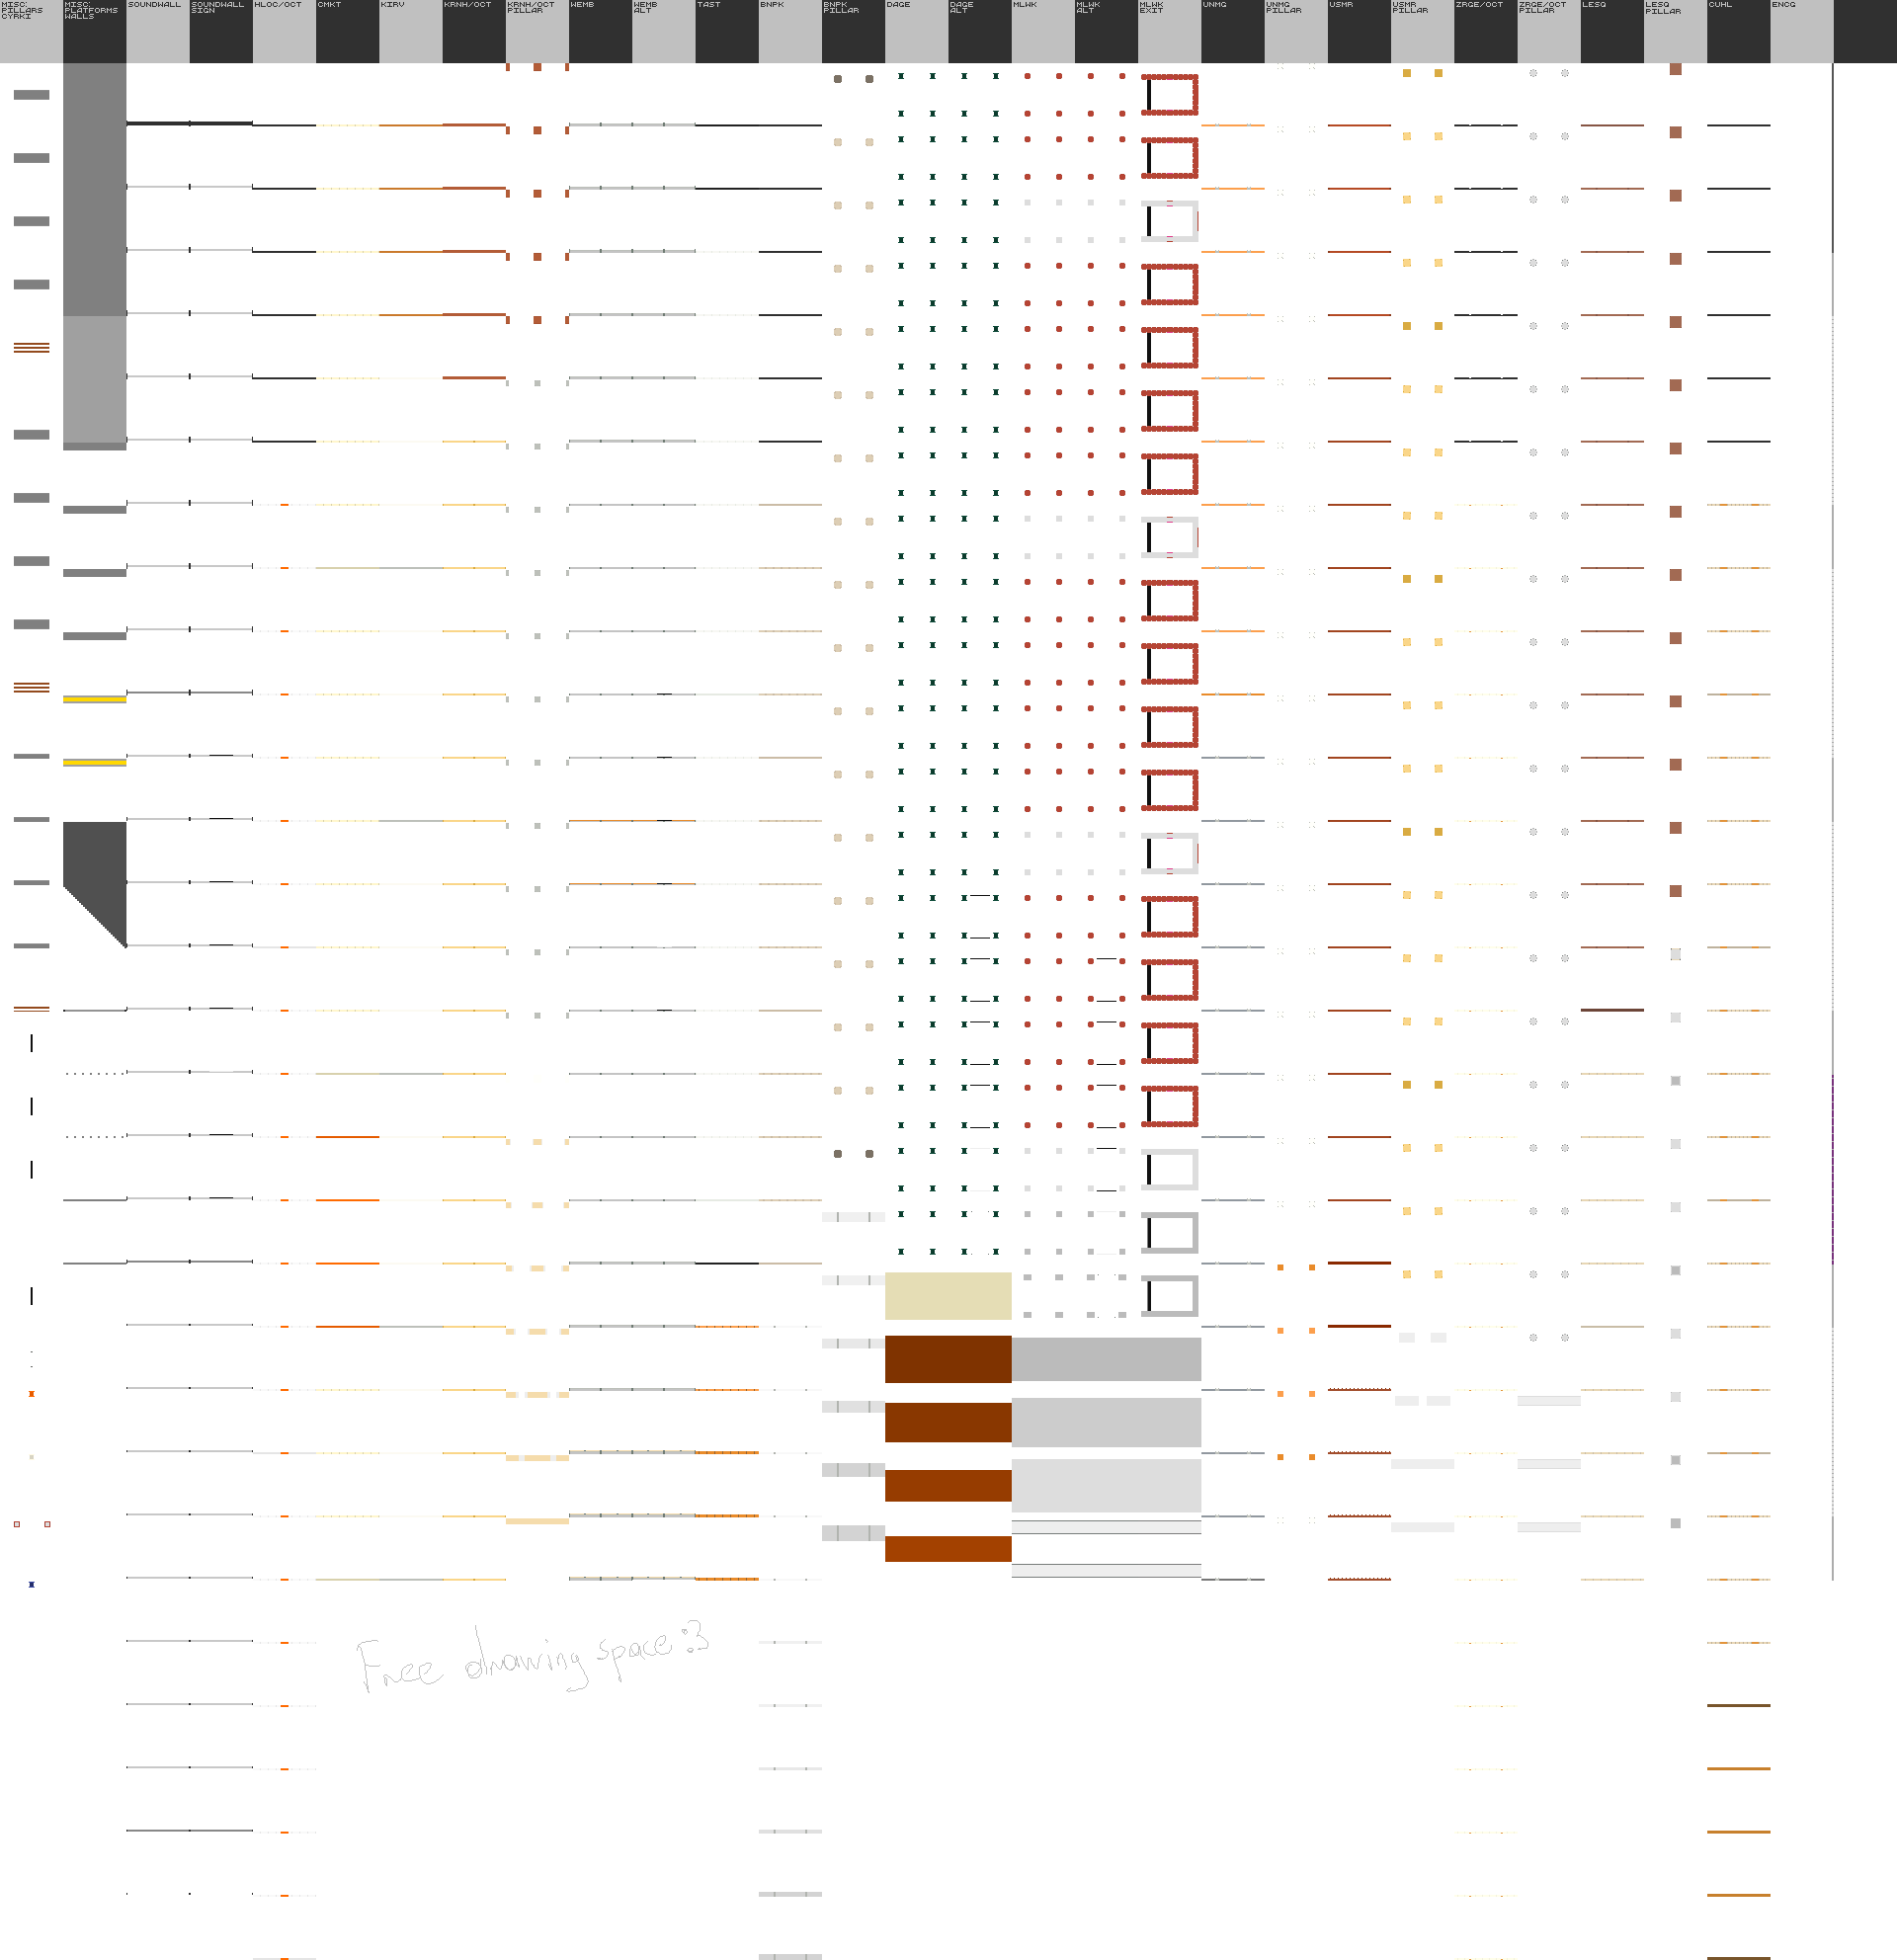 MISC: PILLARS CYRKI
MISC: PLATFORMS WALLS
SOUNDWALL
SOUNDWALL SIGN
HLOC/OCT
CMKT
KIRV
KRNH/OCT
KRNH/OCT PILLAR
WEMB
WEMB ALT
TAST
BNPK
BNPK PILLAR
DAGE
DAGE ALT
MLWK
MLWK ALT
MLWK EXIT
UNMG
UNMG PILLAR
USMR
USMR PILLAR
ZRGE/OCT
ZRGE/OCT PILLAR
LESQ
LESQ PILLAR
CUHL
ENCQ
Free drawing space :3